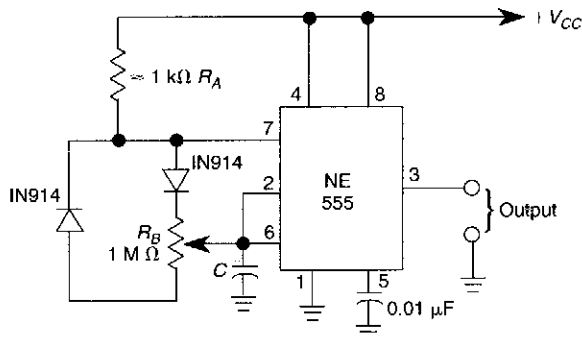 + V_CC
= 1 kΩ R_A
4
8
7
IN914
IN914
2
NE
555
3
R_B
1 M Ω
6
Output
C
1
5
0.01 µF